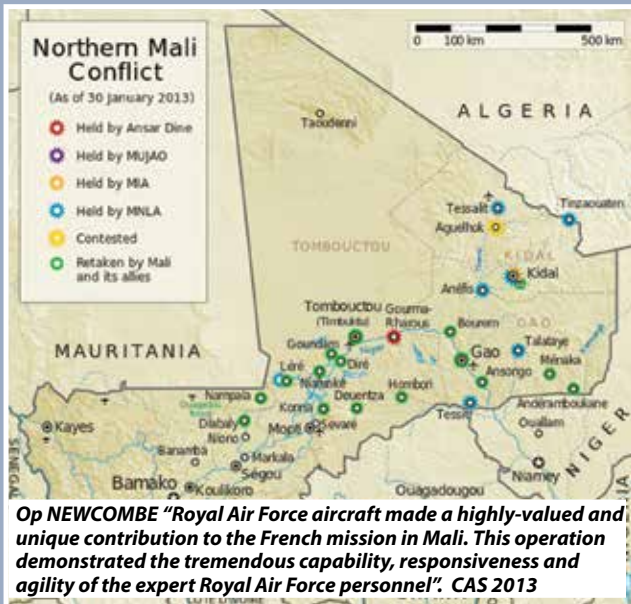 Northern Mali
Conflict
(As of 30 January 2013)
Held by Ansar Dine
Held by MUJAO
Held by MIA
Held by MNLA
Contested
Retaken by Mali
and its allies
0 100 km 500 km
ALGERIA
Taoudenni
Tessalit
Tinzaouaten
Aguelhok
TOMBOUCTOU
KIDAL
Kidal
Anéfis
Tombouctou
(Timbuktu)
Gourma-
Rharous
Bourem
GAO
MAURITANIA
Goundam
Niger
Diré
Gao
Talataye
Ménaka
Léré
Niafunké
Ansongo
Nampala
Konna
Douentza
Hombori
Tessit
Andéramboukane
Diabaly
Niono
Mopti
Sévaré
Ouallam
Kayes
Banamba
Markala
Ségou
NIGER
Niamey
SENEGAL
Bamako
Koulikoro
Ouagadougou
Op NEWCOMBE “Royal Air Force aircraft made a highly-valued and
unique contribution to the French mission in Mali. This operation
demonstrated the tremendous capability, responsiveness and
agility of the expert Royal Air Force personnel”. CAS 2013